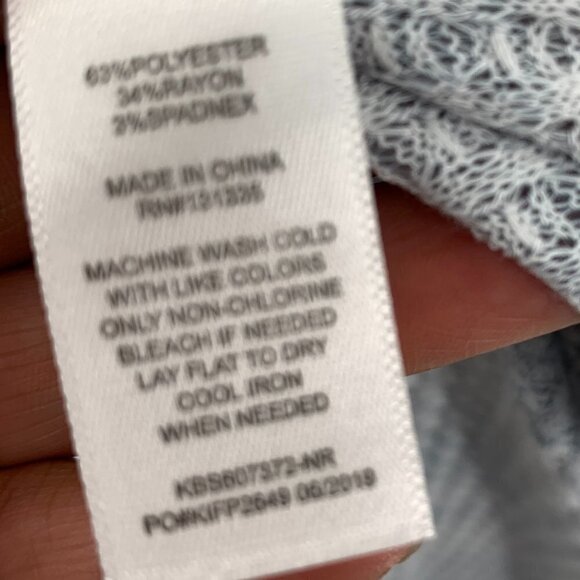 63%POLYESTER
34%RAYON
3%SPADNEX
MADE IN CHINA
RN#131336
MACHINE WASH COLD
WITH LIKE COLORS
ONLY NON-CHLORINE
BLEACH IF NEEDED
LAY FLAT TO DRY
COOL IRON
WHEN NEEDED
KBS607372-NR
PO#KIFP2649 06/2019